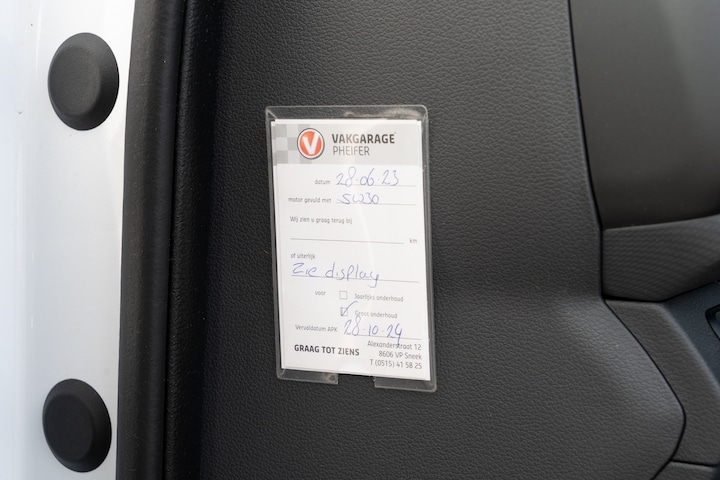 V VAKGARAGE
PHEIFER
datum 28-06-23
motor gevuld met 5W30
Wij zien u graag terug bij
km
of uiterlijk
Zie display
voor Jaarlijks onderhoud
Groot onderhoud
Vervaldatum APK 28-10-24
Alexanderstraat 12
GRAAG TOT ZIENS 8606 VP Sneek
T (0515) 41 58 25